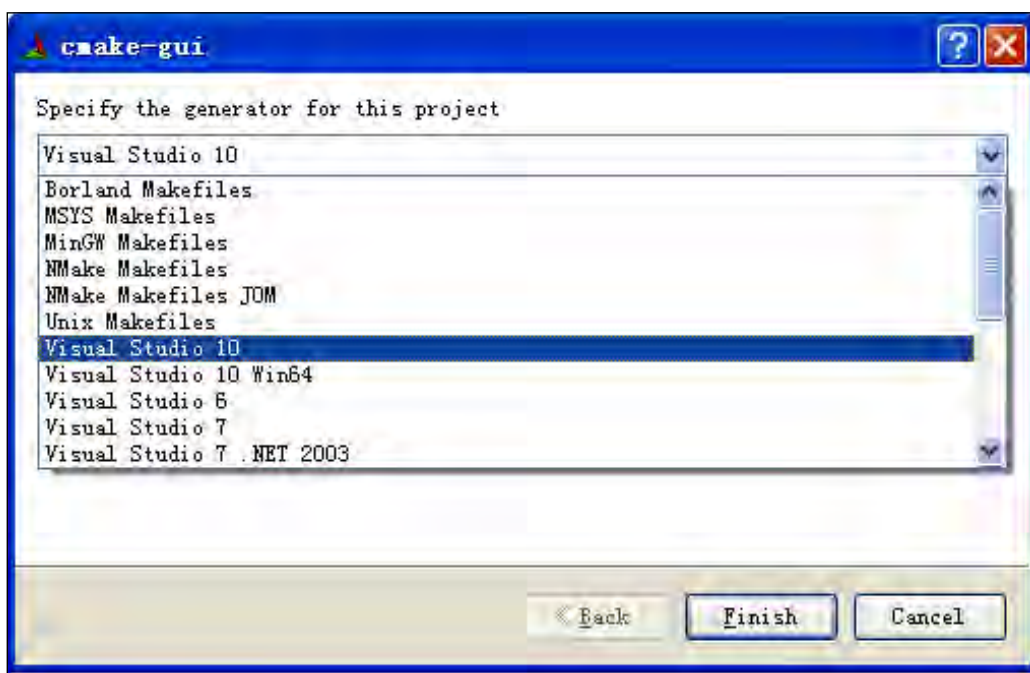 cmake-gui
Specify the generator for this project
Visual Studio 10
Borland Makefiles
MSYS Makefiles
MinGW Makefiles
NMake Makefiles
NMake Makefiles JOM
Unix Makefiles
Visual Studio 10
Visual Studio 10 Win64
Visual Studio 6
Visual Studio 7
Visual Studio 7 .NET 2003
< Back Finish Cancel